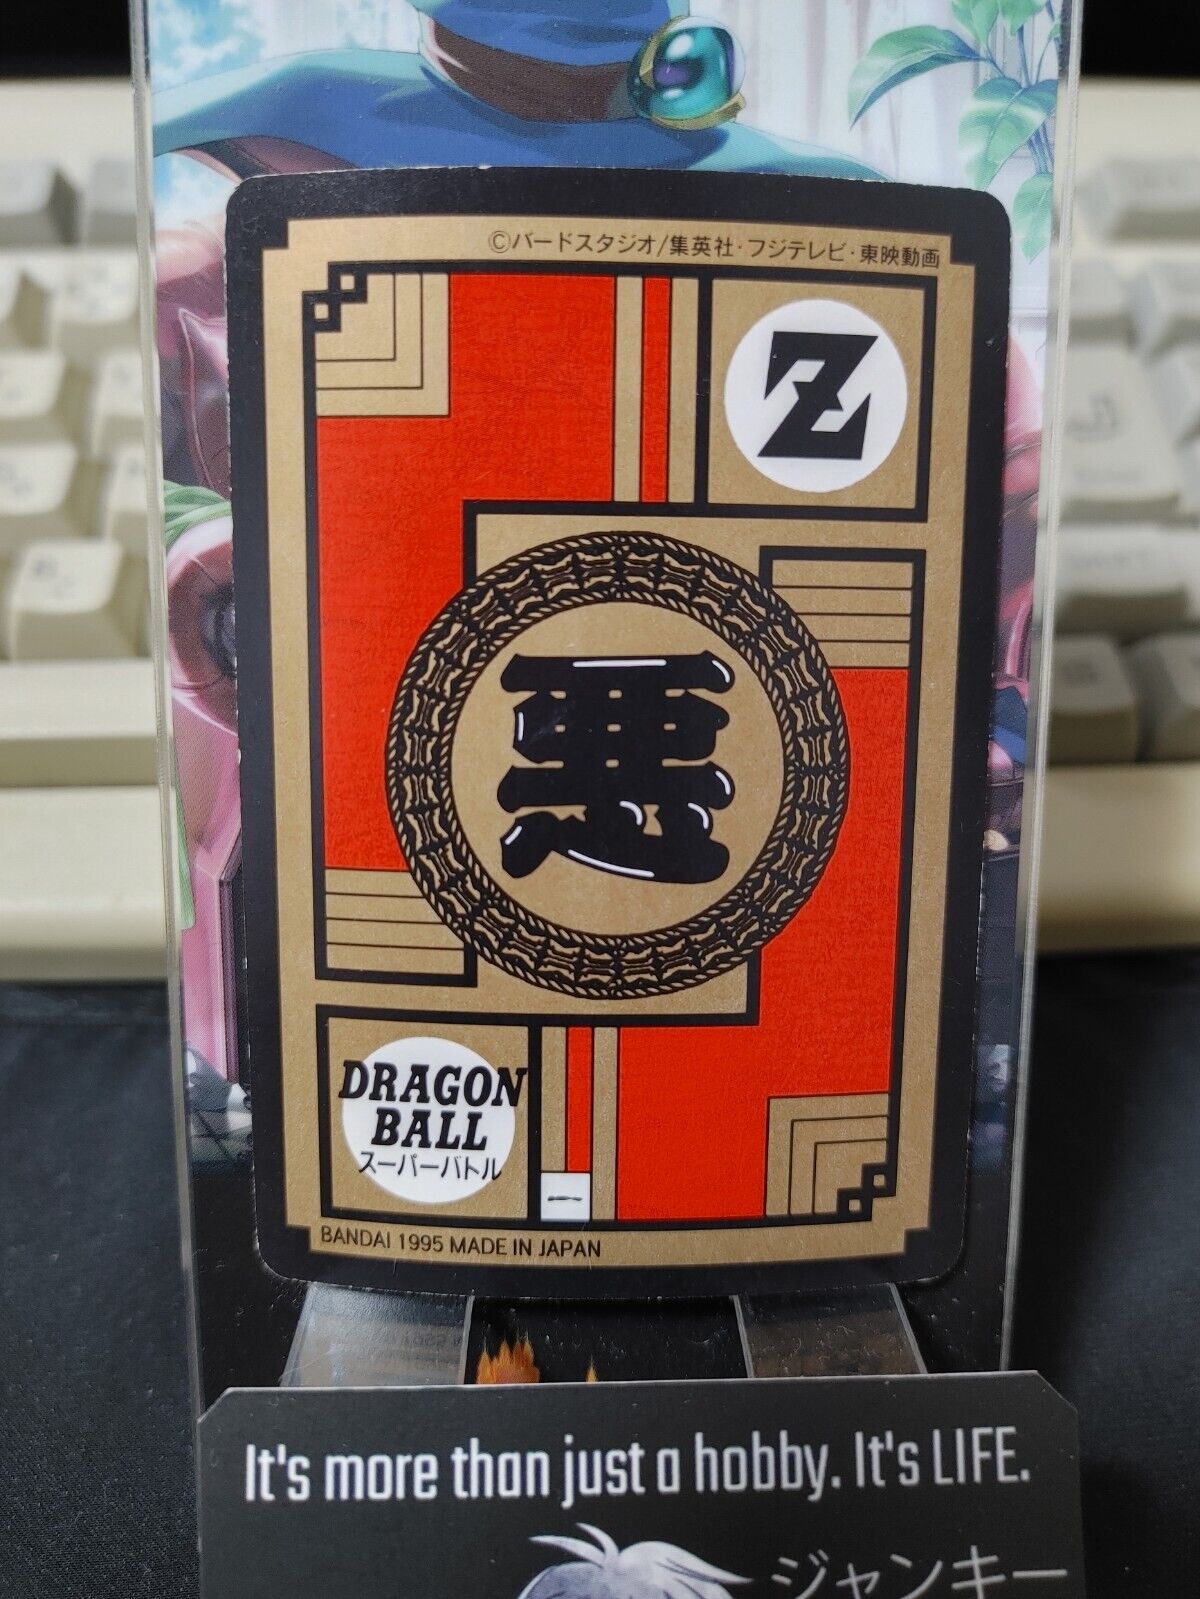 ©バードスタジオ/集英社・フジテレビ・東映動画
Z
悪
DRAGON
BALL
スーパーバトル
一
BANDAI 1995 MADE IN JAPAN
It's more than just a hobby. It's LIFE.
ジャンキー